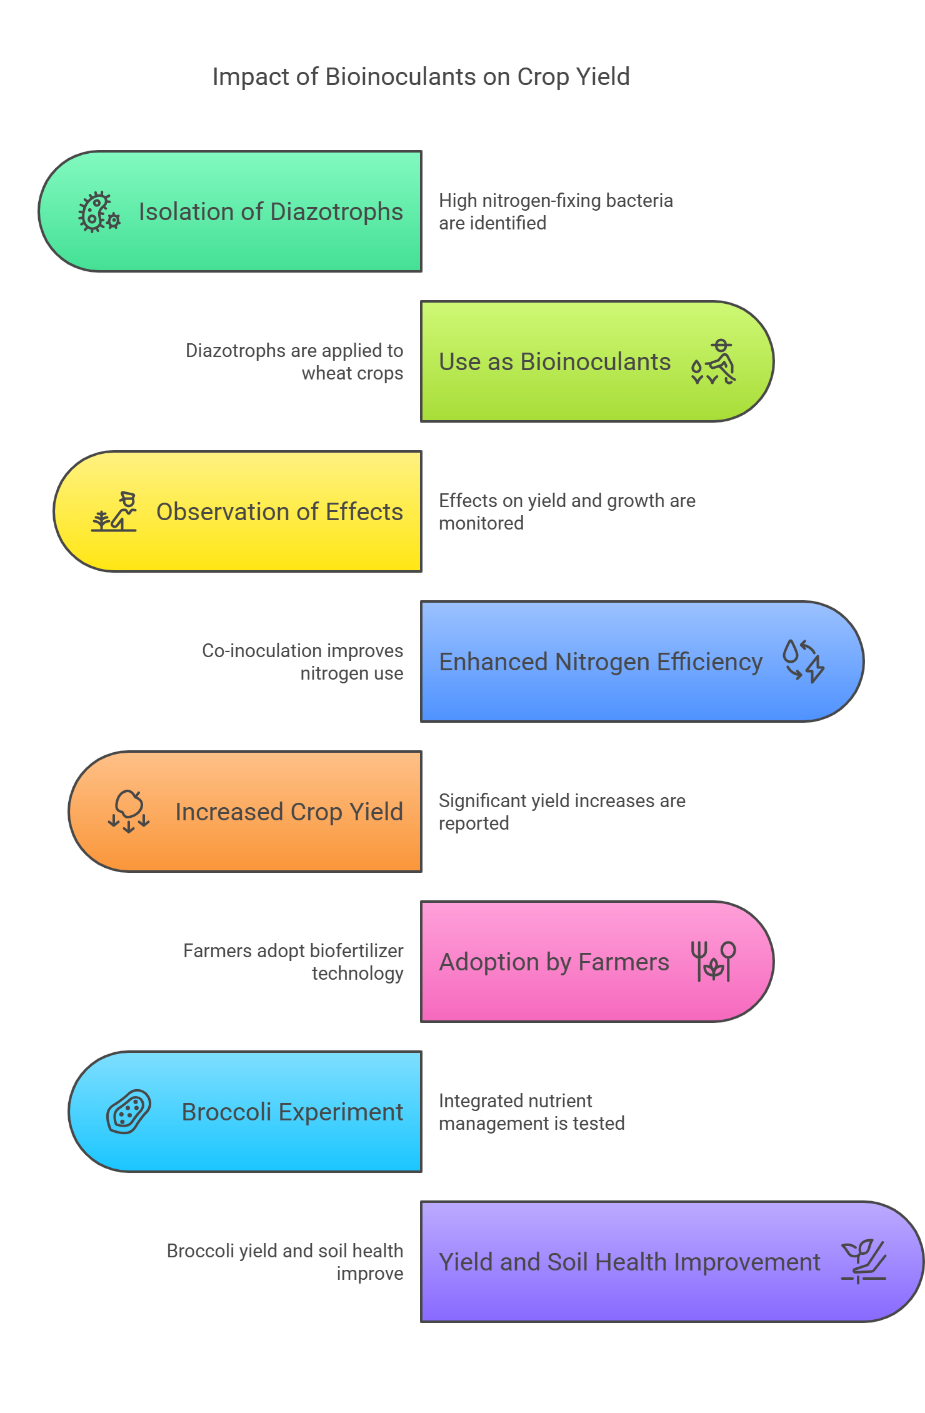 Impact of Bioinoculants on Crop Yield
Isolation of Diazotrophs
High nitrogen-fixing bacteria
are identified
Diazotrophs are applied to
wheat crops
Use as Bioinoculants
Observation of Effects
Effects on yield and growth are
monitored
Co-inoculation improves
nitrogen use
Enhanced Nitrogen Efficiency
Increased Crop Yield
Significant yield increases are
reported
Farmers adopt biofertilizer
technology
Adoption by Farmers
Broccoli Experiment
Integrated nutrient
management is tested
Broccoli yield and soil health
improve
Yield and Soil Health Improvement